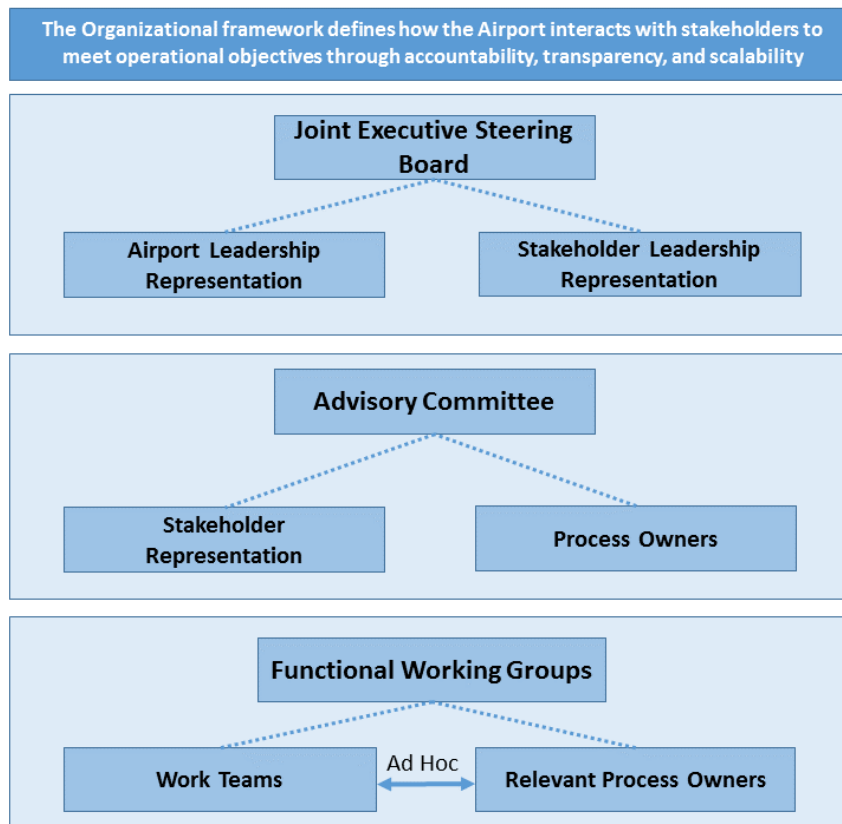 The Organizational framework defines how the Airport interacts with stakeholders to
meet operational objectives through accountability, transparency, and scalability
Joint Executive Steering
Board
Airport Leadership
Representation
Stakeholder Leadership
Representation
Advisory Committee
Stakeholder
Representation
Process Owners
Functional Working Groups
Work Teams
Ad Hoc
Relevant Process Owners